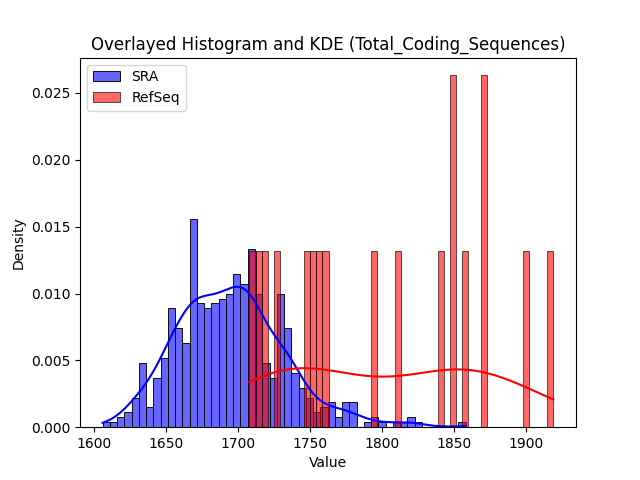 Overlayed Histogram and KDE (Total_Coding_Sequences)
SRA
RefSeq
0.025
0.020
0.015
0.010
0.005
0.000
Density
1600 1650 1700 1750 1800 1850 1900
Value